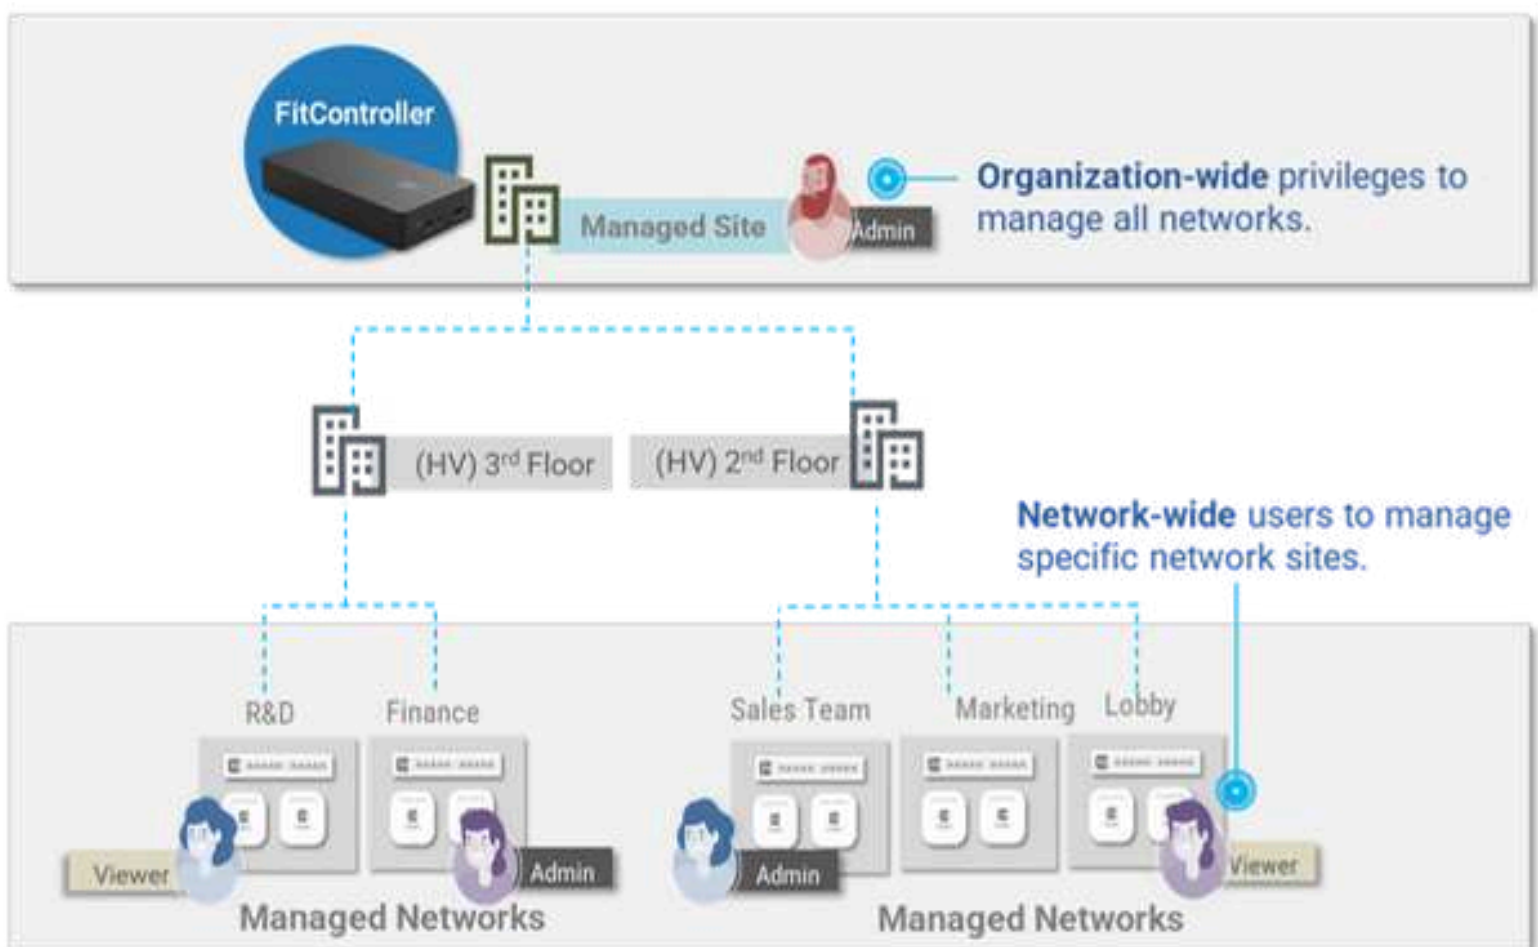 FitController
Managed Site
Admin
Organization-wide privileges to
manage all networks.
(HV) 3rd Floor
(HV) 2nd Floor
Network-wide users to manage
specific network sites.
R&D
Finance
Sales Team
Marketing
Lobby
Viewer
Admin
Admin
Viewer
Managed Networks
Managed Networks